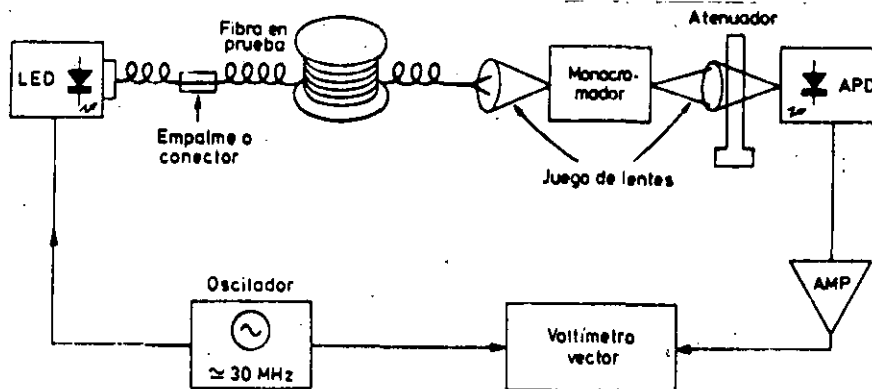 Fibra en
prueba
Atenuador
LED
Monocro-
mador
APD
Empalme o
conector
Juego de lentes
Oscilador
≃ 30 MHz
Voltímetro
vector
AMP